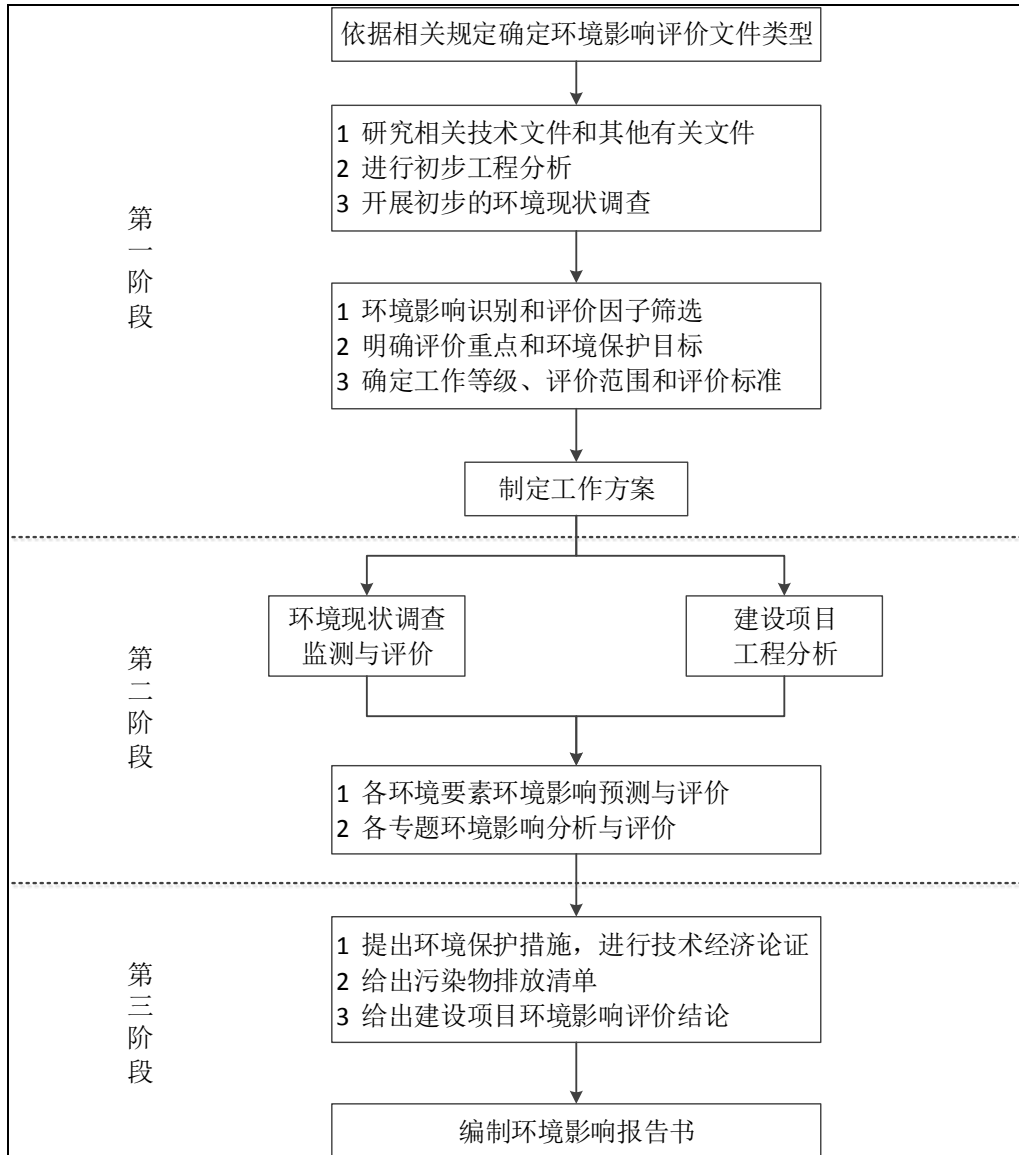 依据相关规定确定环境影响评价文件类型
1 研究相关技术文件和其他有关文件
2 进行初步工程分析
3 开展初步的环境现状调查
第一阶段
1 环境影响识别和评价因子筛选
2 明确评价重点和环境保护目标
3 确定工作等级、评价范围和评价标准
制定工作方案
环境现状调查
监测与评价
建设项目
工程分析
第二阶段
1 各环境要素环境影响预测与评价
2 各专题环境影响分析与评价
1 提出环境保护措施，进行技术经济论证
2 给出污染物排放清单
3 给出建设项目环境影响评价结论
第三阶段
编制环境影响报告书